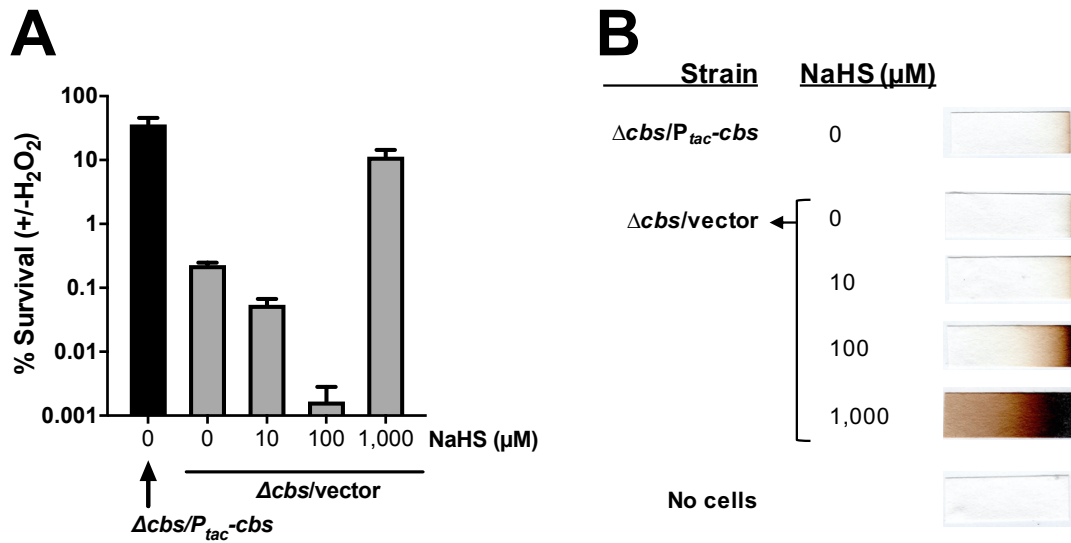 A
% Survival (+/-H₂O₂)
100
10
1
0.1
0.01
0.001
0 0 10 100 1,000 NaHS (µM)
Δcbs/vector
Δcbs/Ptac-cbs
B
Strain NaHS (µM)
Δcbs/Ptac-cbs 0
Δcbs/vector 0
10
100
1,000
No cells